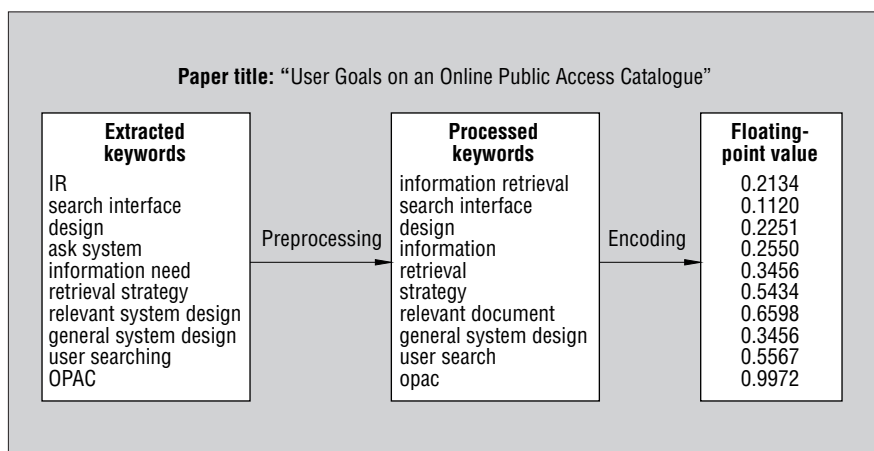 Paper title: “User Goals on an Online Public Access Catalogue”
Extracted
keywords
IR
search interface
design
ask system
information need
retrieval strategy
relevant system design
general system design
user searching
OPAC
Preprocessing
Processed
keywords
information retrieval
search interface
design
information
retrieval
strategy
relevant document
general system design
user search
opac
Encoding
Floating-
point value
0.2134
0.1120
0.2251
0.2550
0.3456
0.5434
0.6598
0.3456
0.5567
0.9972